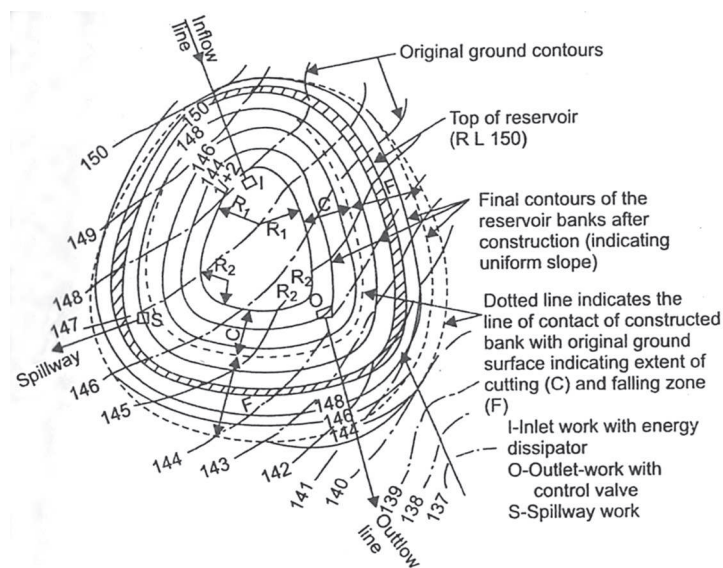 Inflow
line
Original ground contours
150
148
146
144
1+2
I
150
149
148
147
146
145
144
143
142
141
140
139
138
137
Top of reservoir
(R L 150)
C
F
R1
R1
R2
R2
R2
O
S
C
F
Spillway
148
146
144
Final contours of the
reservoir banks after
construction (indicating
uniform slope)
Dotted line indicates the
line of contact of constructed
bank with original ground
surface indicating extent of
cutting (C) and falling zone
(F)
I-Inlet work with energy
dissipator
O-Outlet-work with
control valve
S-Spillway work
Outtlow
line